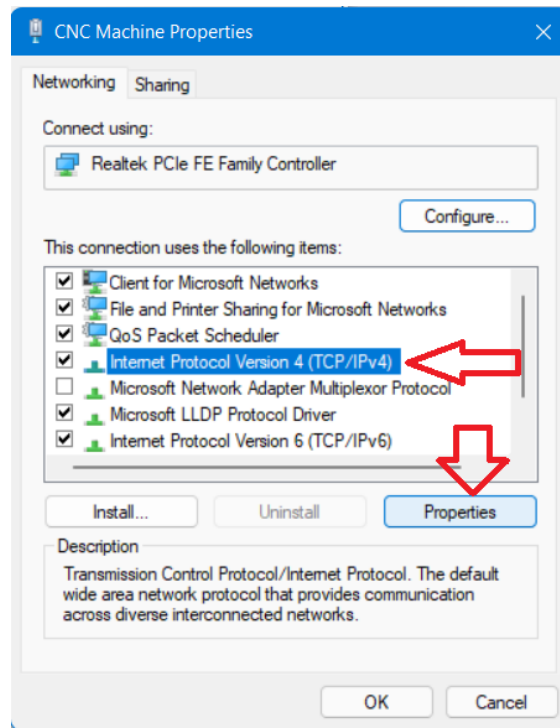 CNC Machine Properties
Networking
Sharing
Connect using:
Realtek PCIe FE Family Controller
Configure...
This connection uses the following items:
Client for Microsoft Networks
File and Printer Sharing for Microsoft Networks
QoS Packet Scheduler
Internet Protocol Version 4 (TCP/IPv4)
Microsoft Network Adapter Multiplexor Protocol
Microsoft LLDP Protocol Driver
Internet Protocol Version 6 (TCP/IPv6)
Install...
Uninstall
Properties
Description
Transmission Control Protocol/Internet Protocol. The default
wide area network protocol that provides communication
across diverse interconnected networks.
OK
Cancel